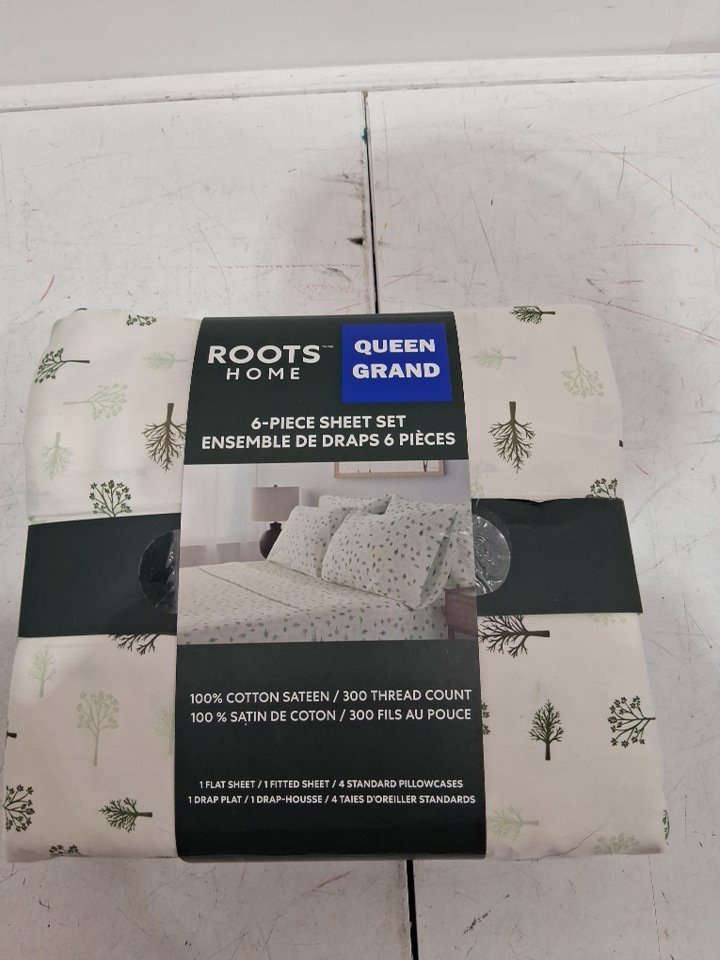 ROOTS™
HOME
QUEEN
GRAND
6-PIECE SHEET SET
ENSEMBLE DE DRAPS 6 PIÈCES
100% COTTON SATEEN / 300 THREAD COUNT
100 % SATIN DE COTON / 300 FILS AU POUCE
1 FLAT SHEET / 1 FITTED SHEET / 4 STANDARD PILLOWCASES
1 DRAP PLAT / 1 DRAP-HOUSSE / 4 TAIES D'OREILLER STANDARDS